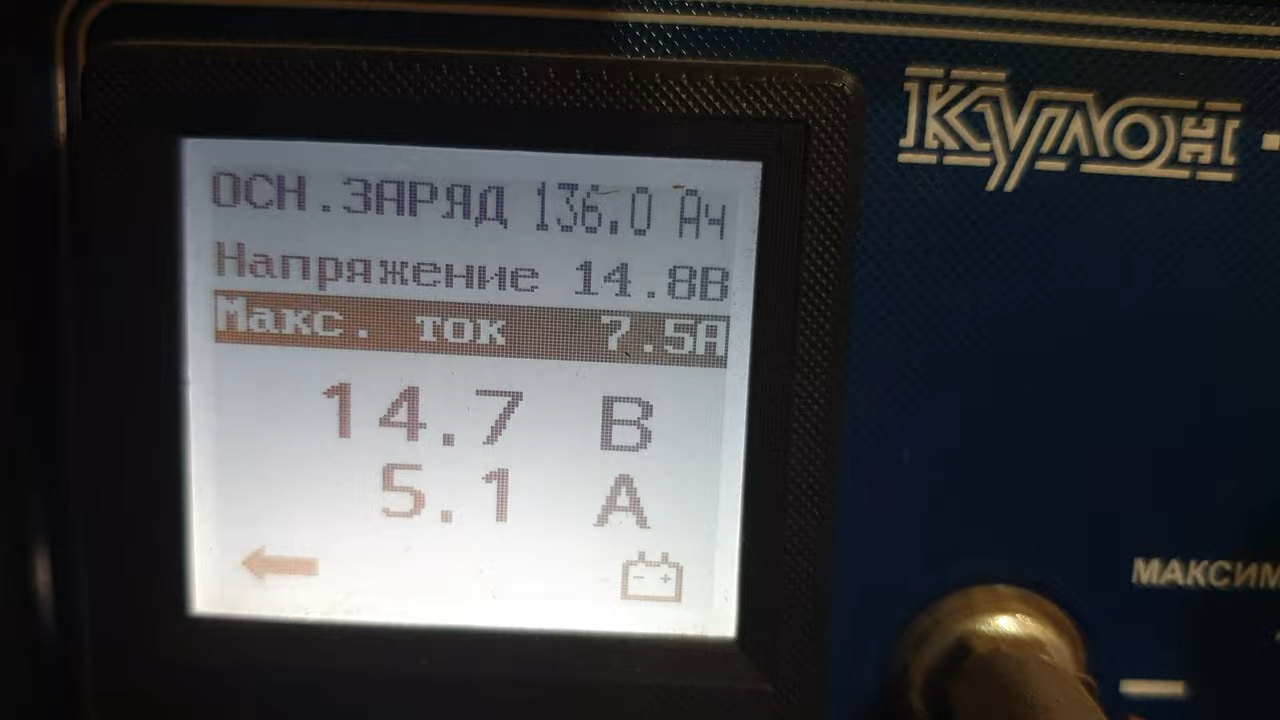 КУЛОН -
ОСН.ЗАРЯД 136.0 Ач
Напряжение 14.8В
Макс. ток 7.5А
14.7 В
5.1 А
- +
МАКСИМ